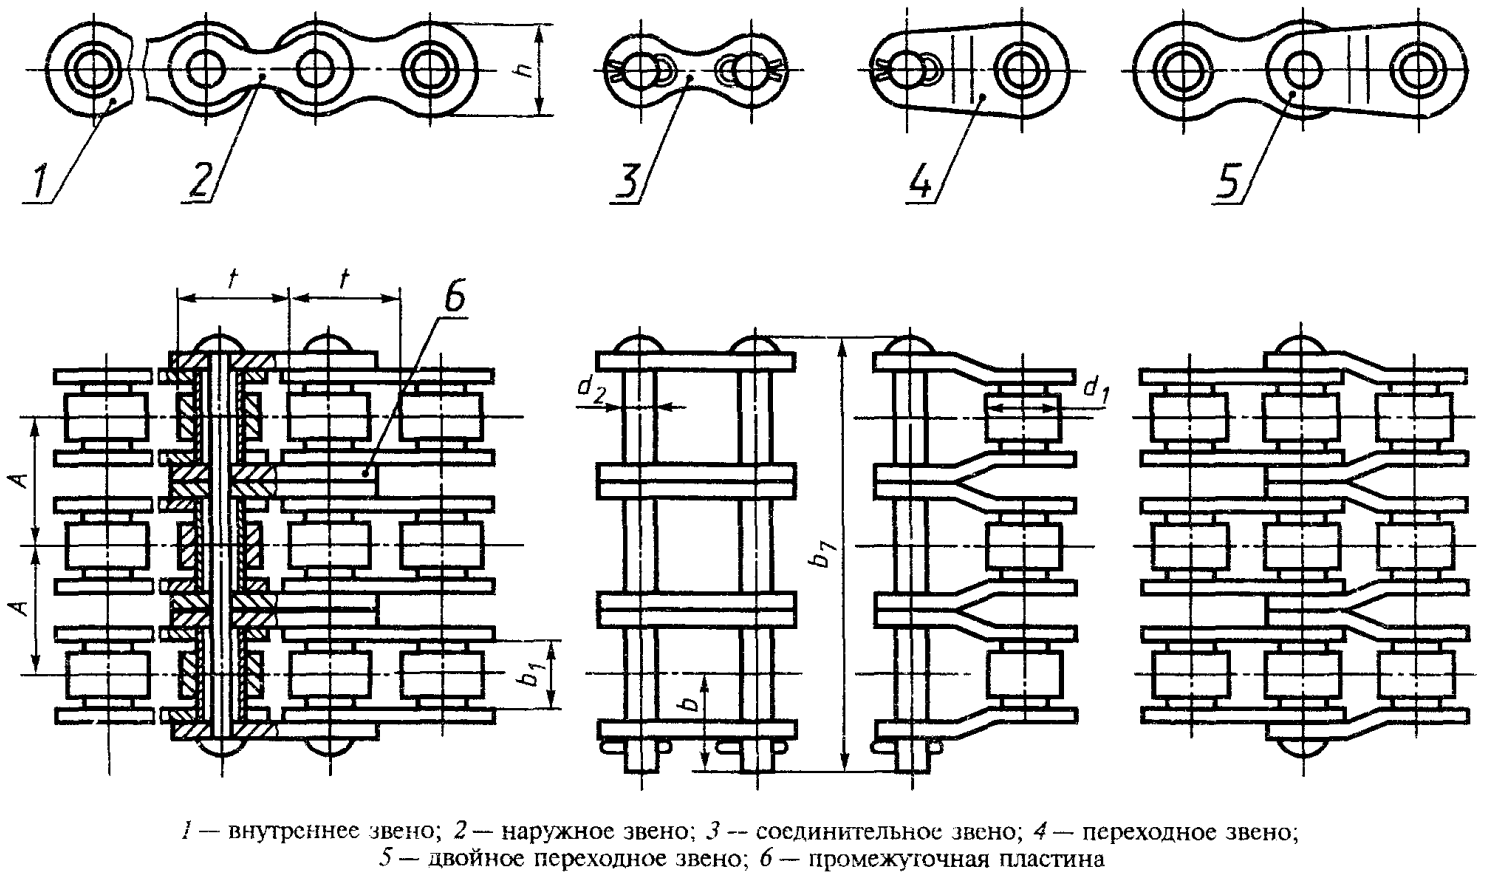 h
1 2 3 4 5
t t 6
d₂ d₁
A
b₇
A
b₁ b
1 — внутреннее звено; 2 — наружное звено; 3 -- соединительное звено; 4 — переходное звено;
5 — двойное переходное звено; 6 — промежуточная пластина